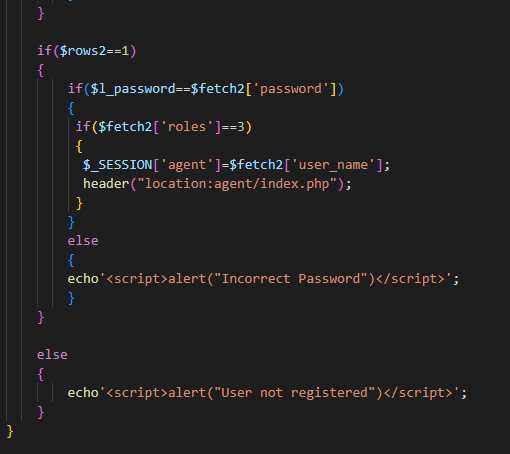 }
if($rows2==1)
{
if($l_password==$fetch2['password'])
{
if($fetch2['roles']==3)
{
$_SESSION['agent']=$fetch2['user_name'];
header("location:agent/index.php");
}
}
else
{
echo'<script>alert("Incorrect Password")</script>';
}
}
else
{
echo'<script>alert("User not registered")</script>';
}
}